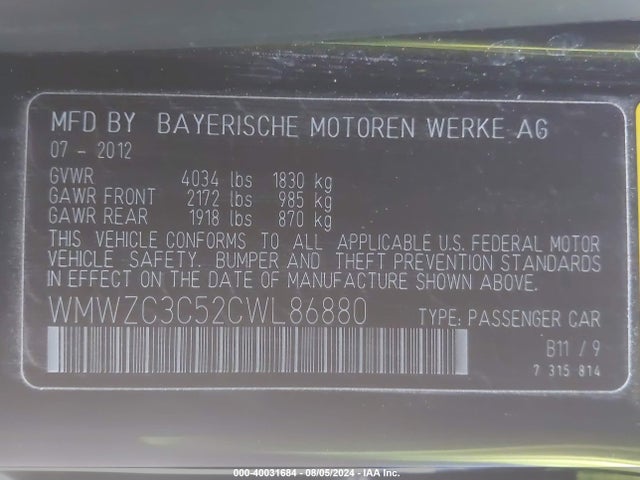 MFD BY BAYERISCHE MOTOREN WERKE AG
07 - 2012
GVWR 4034 lbs 1830 kg
GAWR FRONT 2172 lbs 985 kg
GAWR REAR 1918 lbs 870 kg
THIS VEHICLE CONFORMS TO ALL APPLICABLE U.S. FEDERAL MOTOR
VEHICLE SAFETY, BUMPER AND THEFT PREVENTION STANDARDS
IN EFFECT ON THE DATE OF MANUFACTURE SHOWN ABOVE.
WMWZC3C52CWL86880 TYPE: PASSENGER CAR
B11 / 9
7 315 814
000-40031684 - 08/05/2024 - IAA Inc.